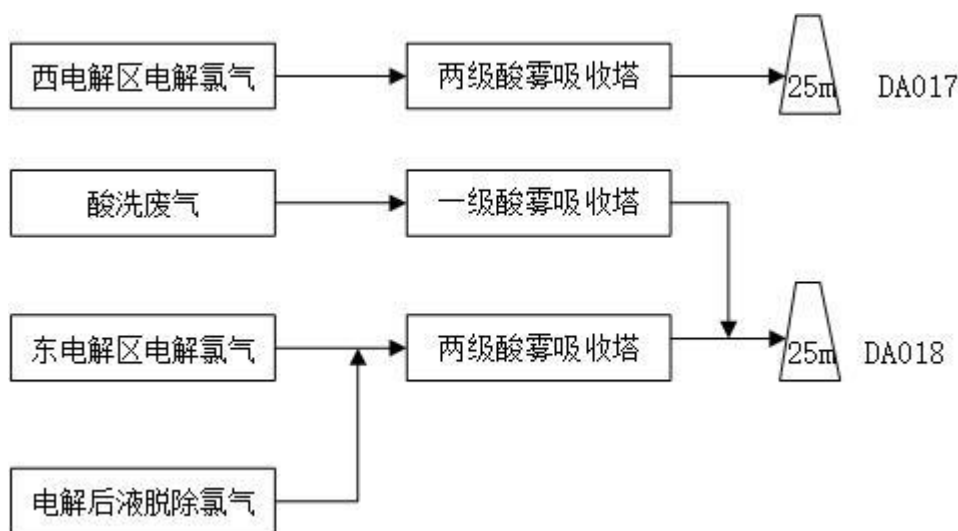 西电解区电解氯气
两级酸雾吸收塔
25m
DA017
酸洗废气
一级酸雾吸收塔
东电解区电解氯气
两级酸雾吸收塔
25m
DA018
电解后液脱除氯气